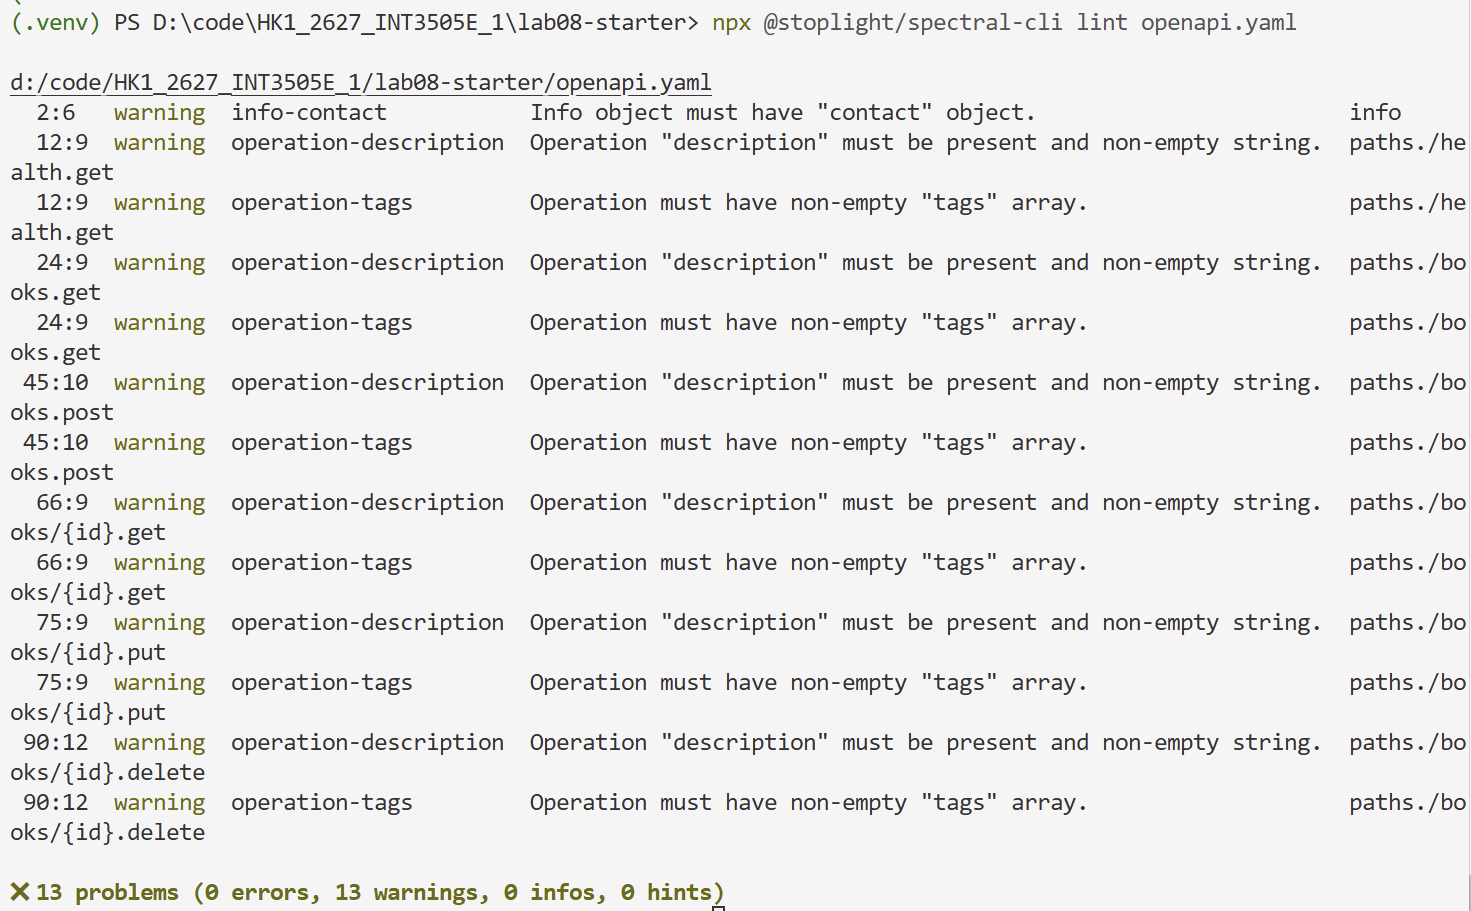 (.venv) PS D:\code\HK1_2627_INT3505E_1\lab08-starter> npx @stoplight/spectral-cli lint openapi.yaml
d:/code/HK1_2627_INT3505E_1/lab08-starter/openapi.yaml
2:6 warning info-contact Info object must have "contact" object. info
12:9 warning operation-description Operation "description" must be present and non-empty string. paths./he
alth.get
12:9 warning operation-tags Operation must have non-empty "tags" array. paths./he
alth.get
24:9 warning operation-description Operation "description" must be present and non-empty string. paths./bo
oks.get
24:9 warning operation-tags Operation must have non-empty "tags" array. paths./bo
oks.get
45:10 warning operation-description Operation "description" must be present and non-empty string. paths./bo
oks.post
45:10 warning operation-tags Operation must have non-empty "tags" array. paths./bo
oks.post
66:9 warning operation-description Operation "description" must be present and non-empty string. paths./bo
oks/{id}.get
66:9 warning operation-tags Operation must have non-empty "tags" array. paths./bo
oks/{id}.get
75:9 warning operation-description Operation "description" must be present and non-empty string. paths./bo
oks/{id}.put
75:9 warning operation-tags Operation must have non-empty "tags" array. paths./bo
oks/{id}.put
90:12 warning operation-description Operation "description" must be present and non-empty string. paths./bo
oks/{id}.delete
90:12 warning operation-tags Operation must have non-empty "tags" array. paths./bo
oks/{id}.delete
✖ 13 problems (0 errors, 13 warnings, 0 infos, 0 hints)